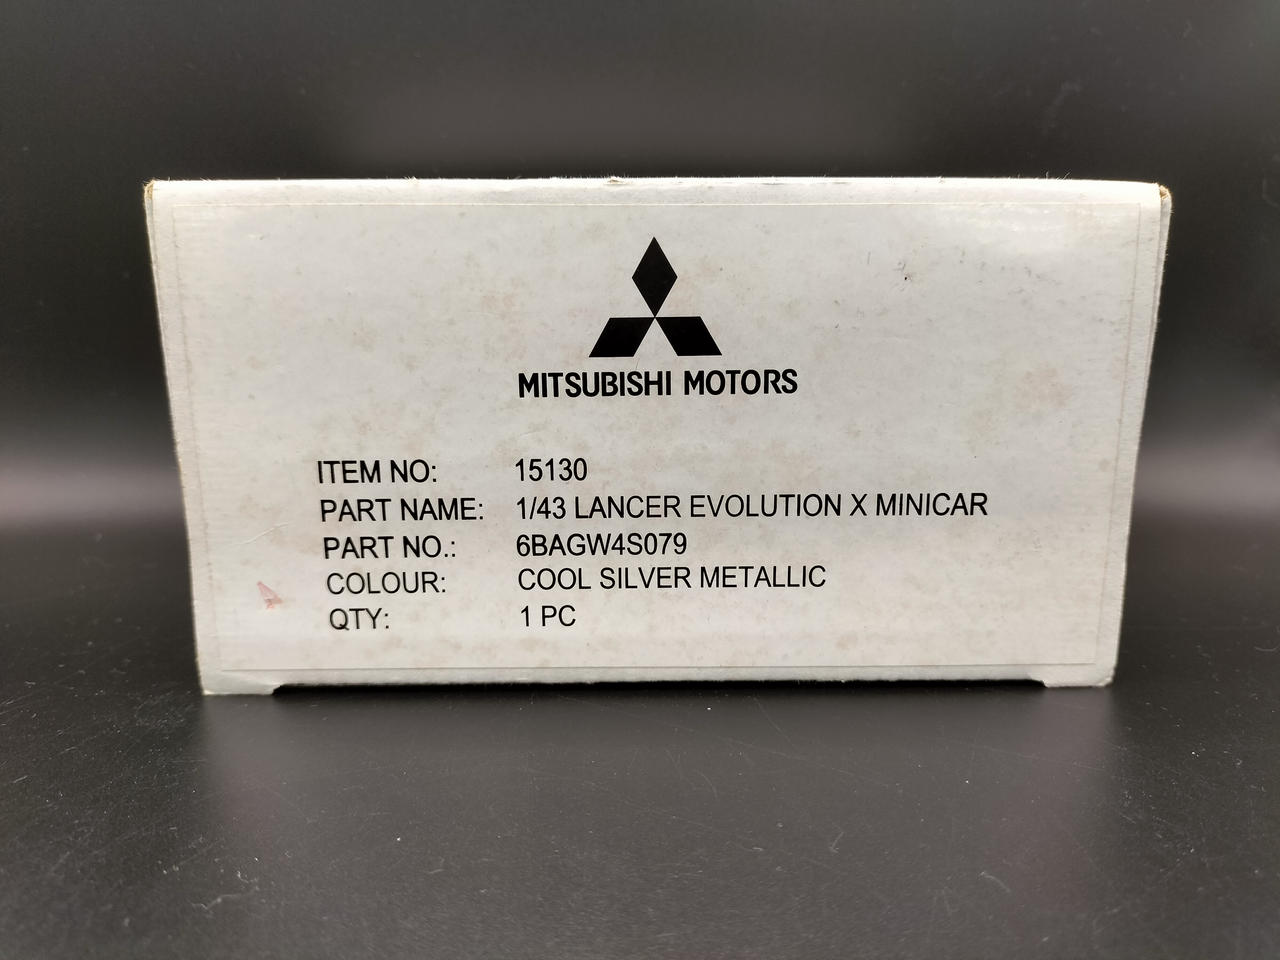 MITSUBISHI MOTORS
ITEM NO: 15130
PART NAME: 1/43 LANCER EVOLUTION X MINICAR
PART NO.: 6BAGW4S079
COLOUR: COOL SILVER METALLIC
QTY: 1 PC